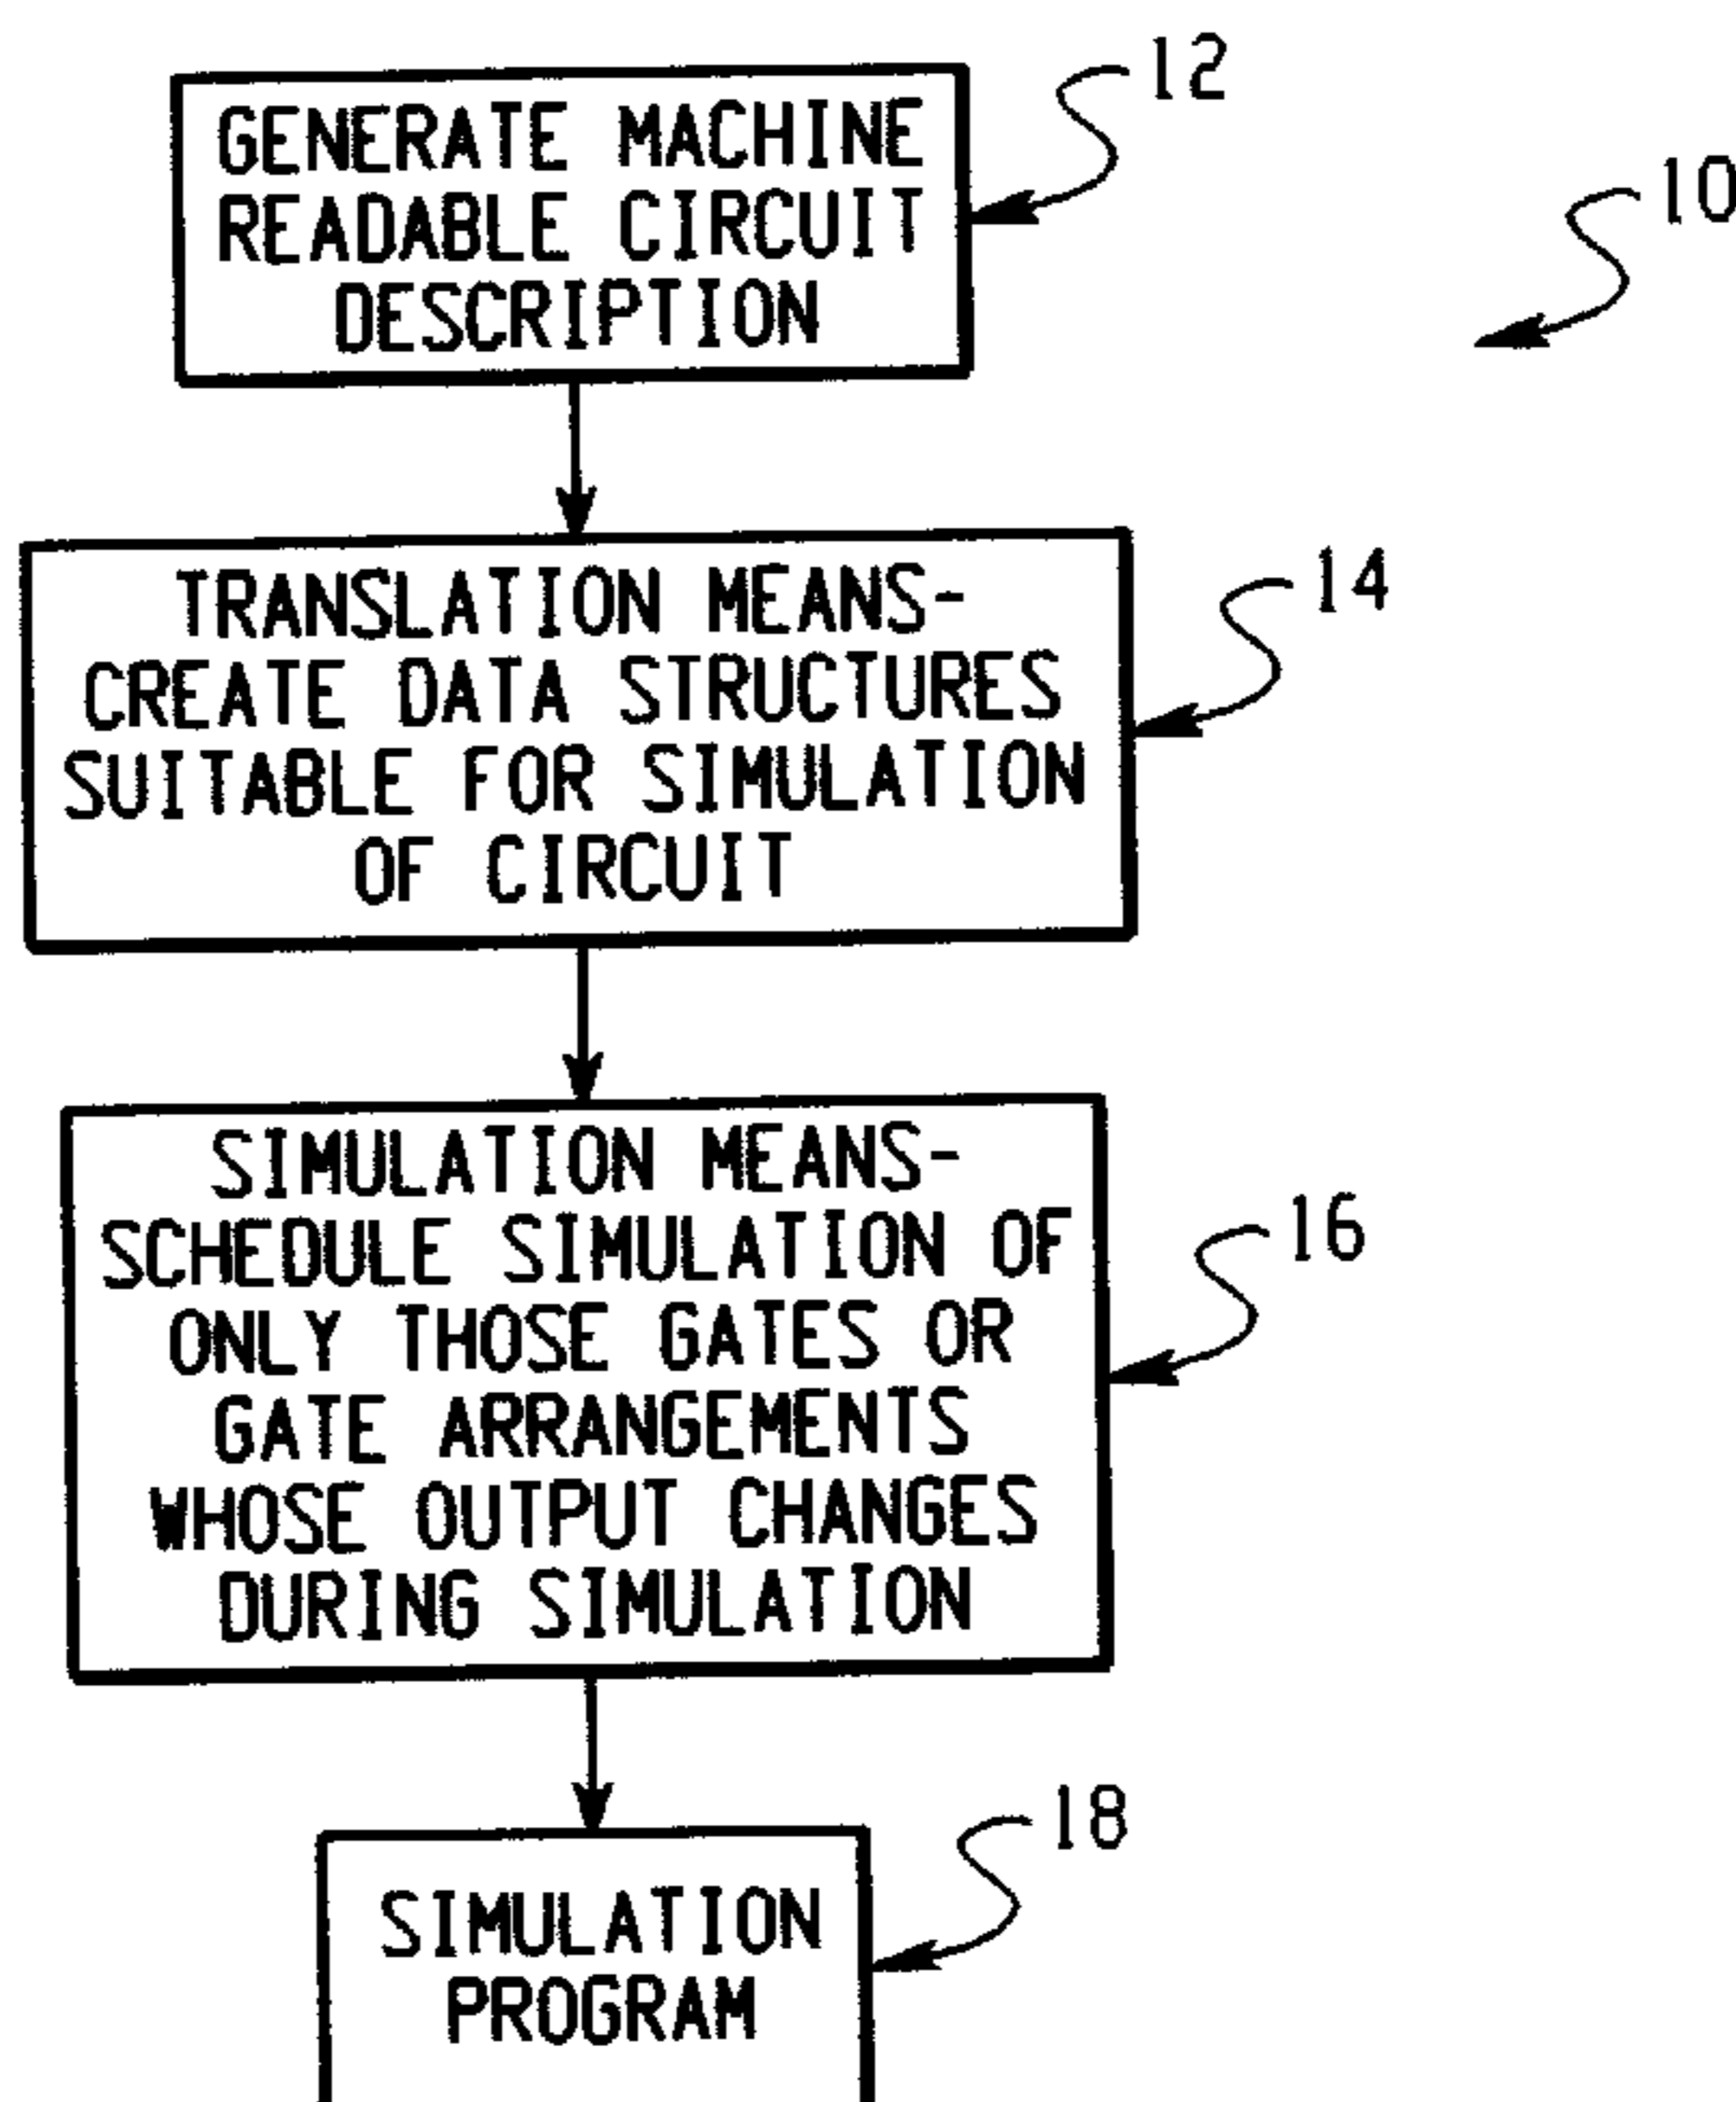 12
10
GENERATE MACHINE
READABLE CIRCUIT
DESCRIPTION
14
TRANSLATION MEANS-
CREATE DATA STRUCTURES
SUITABLE FOR SIMULATION
OF CIRCUIT
16
SIMULATION MEANS-
SCHEDULE SIMULATION OF
ONLY THOSE GATES OR
GATE ARRANGEMENTS
WHOSE OUTPUT CHANGES
DURING SIMULATION
18
SIMULATION
PROGRAM